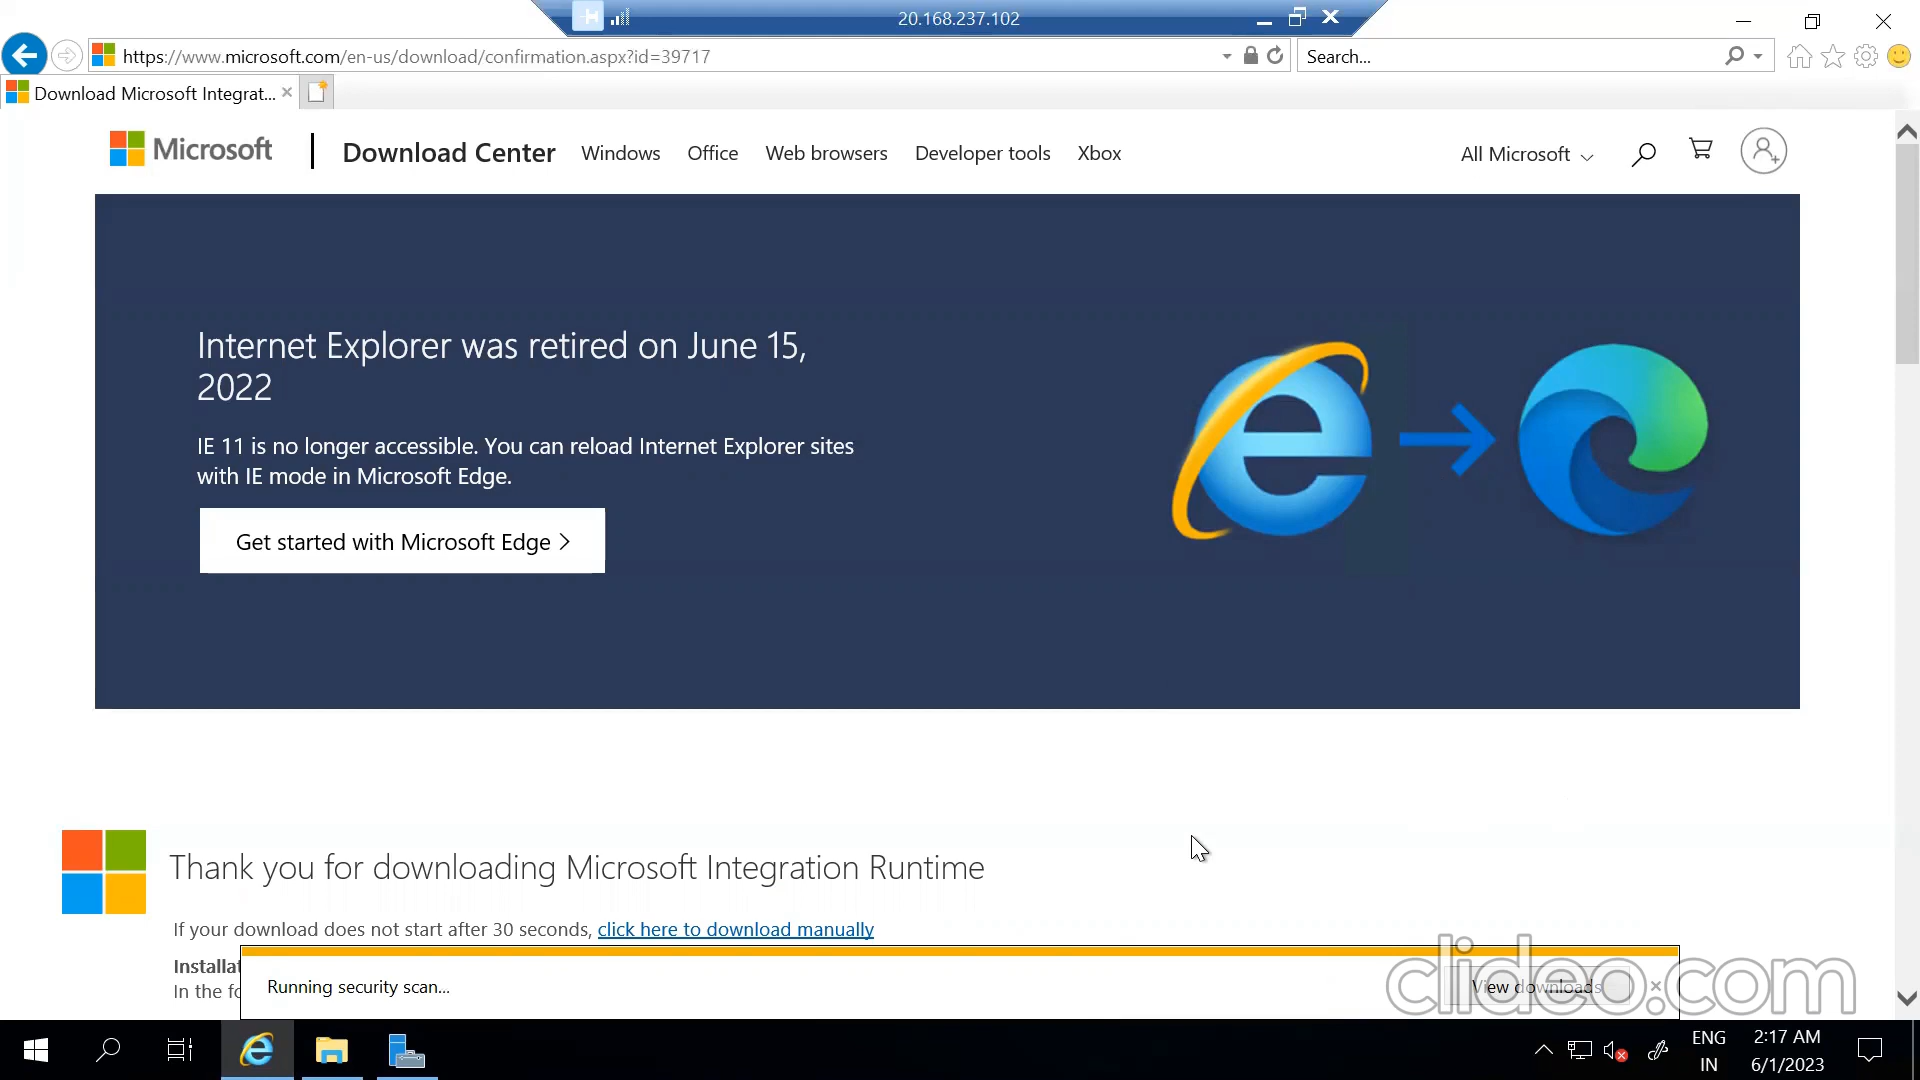 20.168.237.102
https://www.microsoft.com/en-us/download/confirmation.aspx?id=39717
Search...
Download Microsoft Integrat...
Microsoft
Download Center
Windows
Office
Web browsers
Developer tools
Xbox
All Microsoft
Internet Explorer was retired on June 15,
2022
IE 11 is no longer accessible. You can reload Internet Explorer sites
with IE mode in Microsoft Edge.
Get started with Microsoft Edge
Thank you for downloading Microsoft Integration Runtime
If your download does not start after 30 seconds, click here to download manually
Installat
In the fo
Running security scan...
View downloads
clideo.com
ENG
IN
2:17 AM
6/1/2023